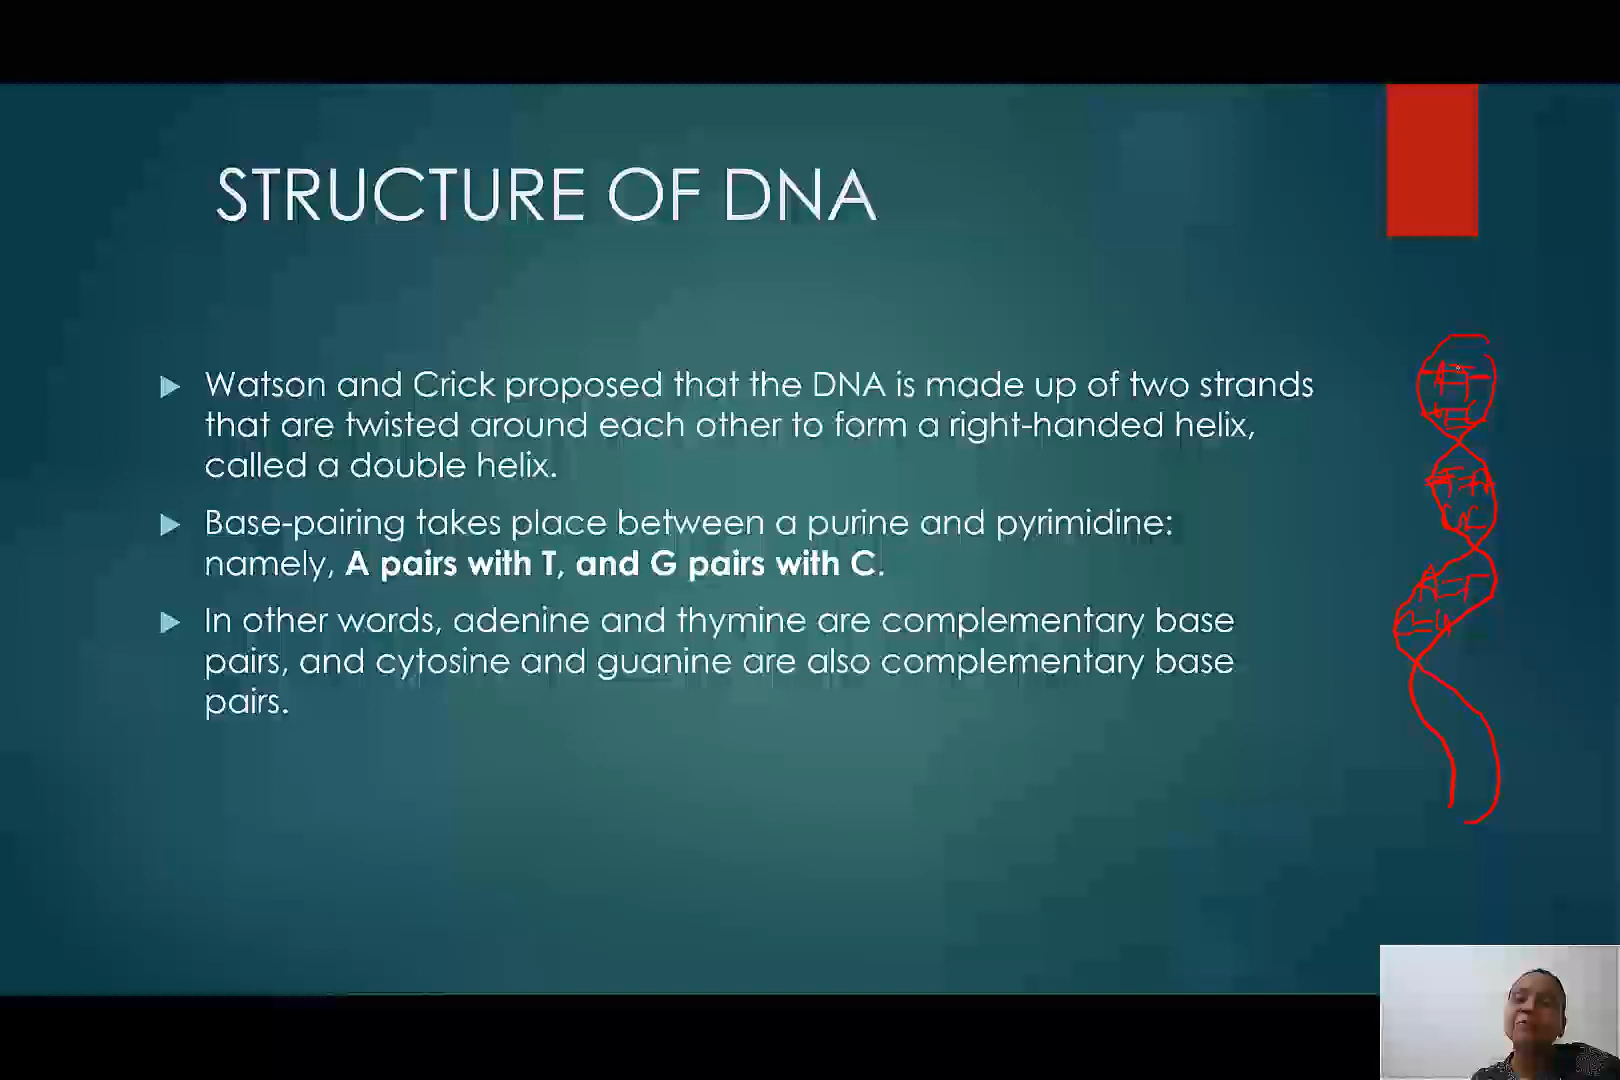 STRUCTURE OF DNA
Watson and Crick proposed that the DNA is made up of two strands
that are twisted around each other to form a right-handed helix,
called a double helix.
Base-pairing takes place between a purine and pyrimidine:
namely, A pairs with T, and G pairs with C.
In other words, adenine and thymine are complementary base
pairs, and cytosine and guanine are also complementary base
pairs.
A=T
T=A
A=T